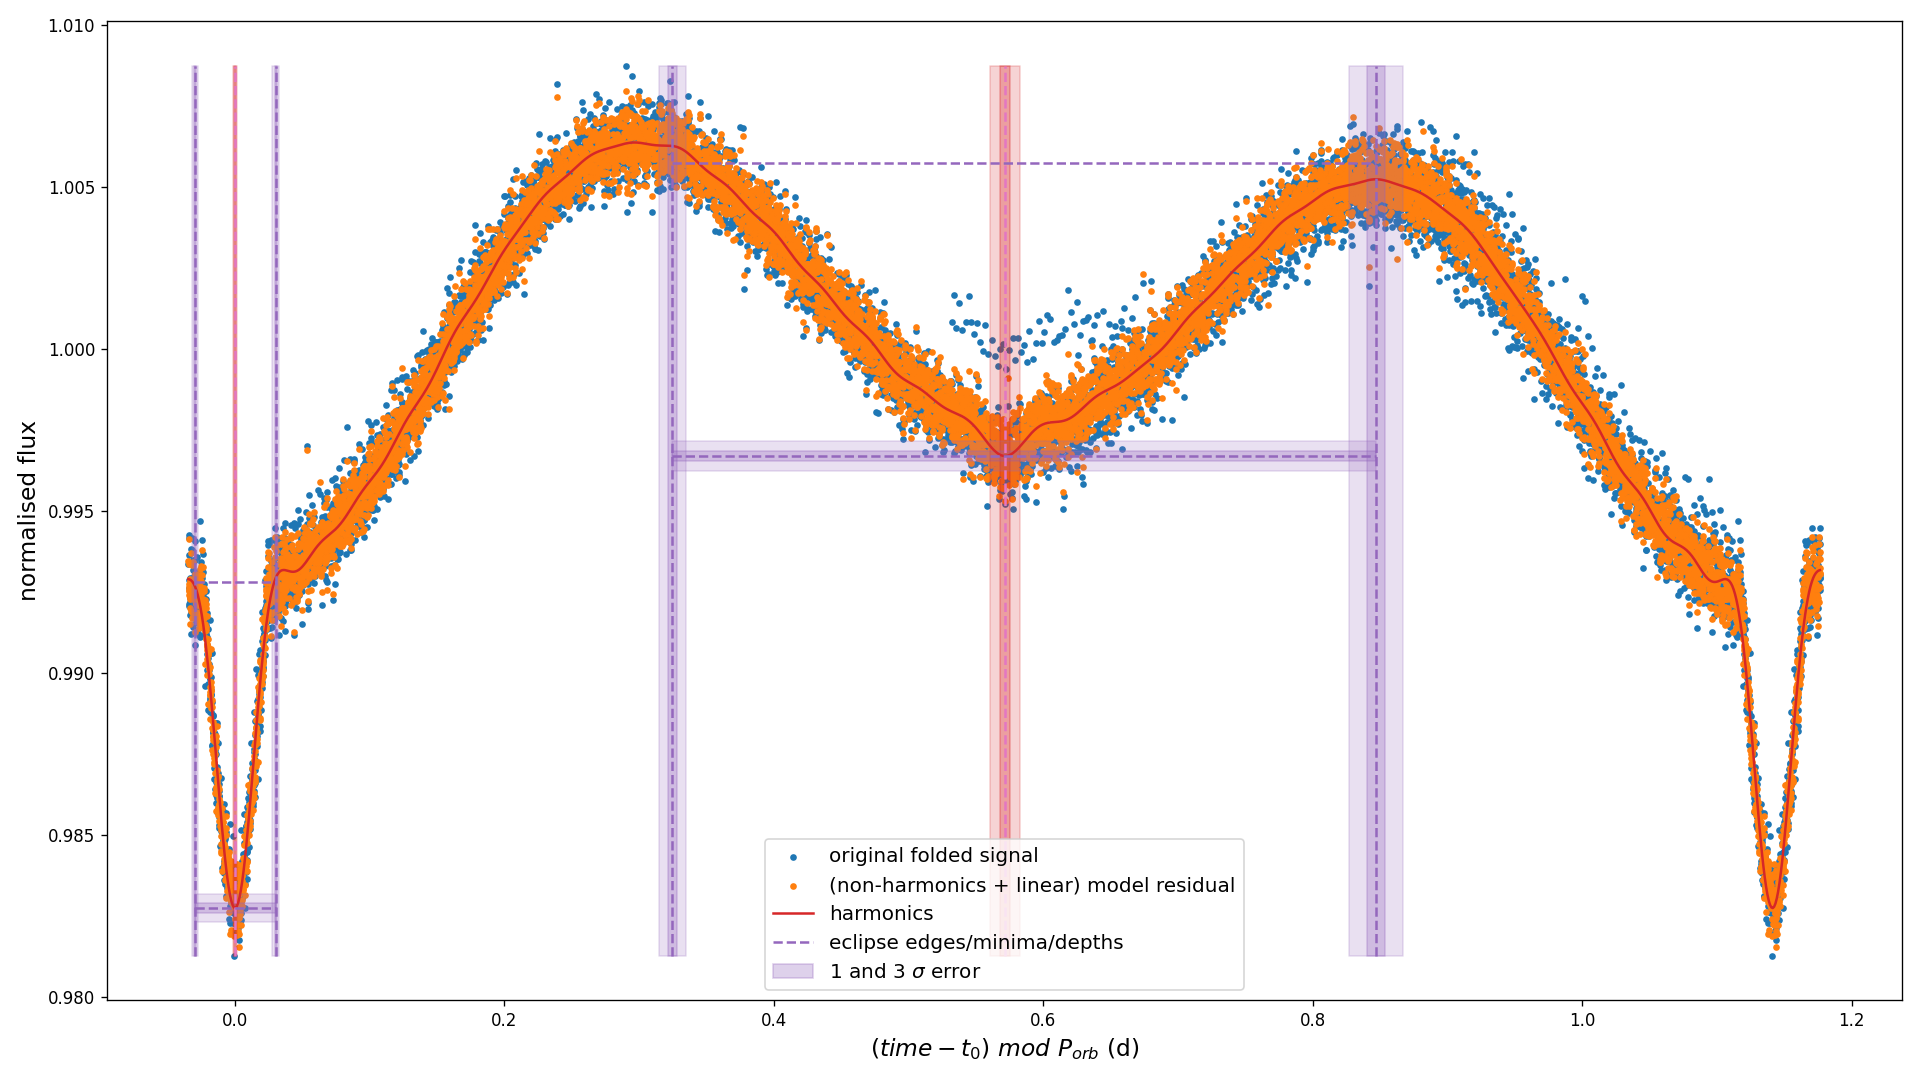 normalised flux
1.010
1.005
1.000
0.995
0.990
0.985
0.980
original folded signal
(non-harmonics + linear) model residual
harmonics
eclipse edges/minima/depths
1 and 3 σ error
0.0 0.2 0.4 0.6 0.8 1.0 1.2
(time − t₀) mod P_orb (d)